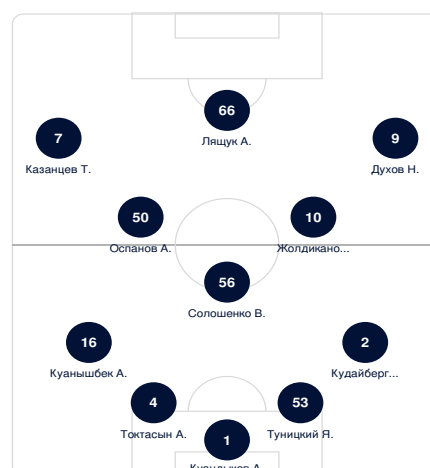 66
Лящук А.
7
Казанцев Т.
9
Духов Н.
50
Оспанов А.
10
Жолдикано...
56
Солошенко В.
16
Куанышбек А.
2
Кудайберг...
4
Токтасын А.
53
Туницкий Я.
1